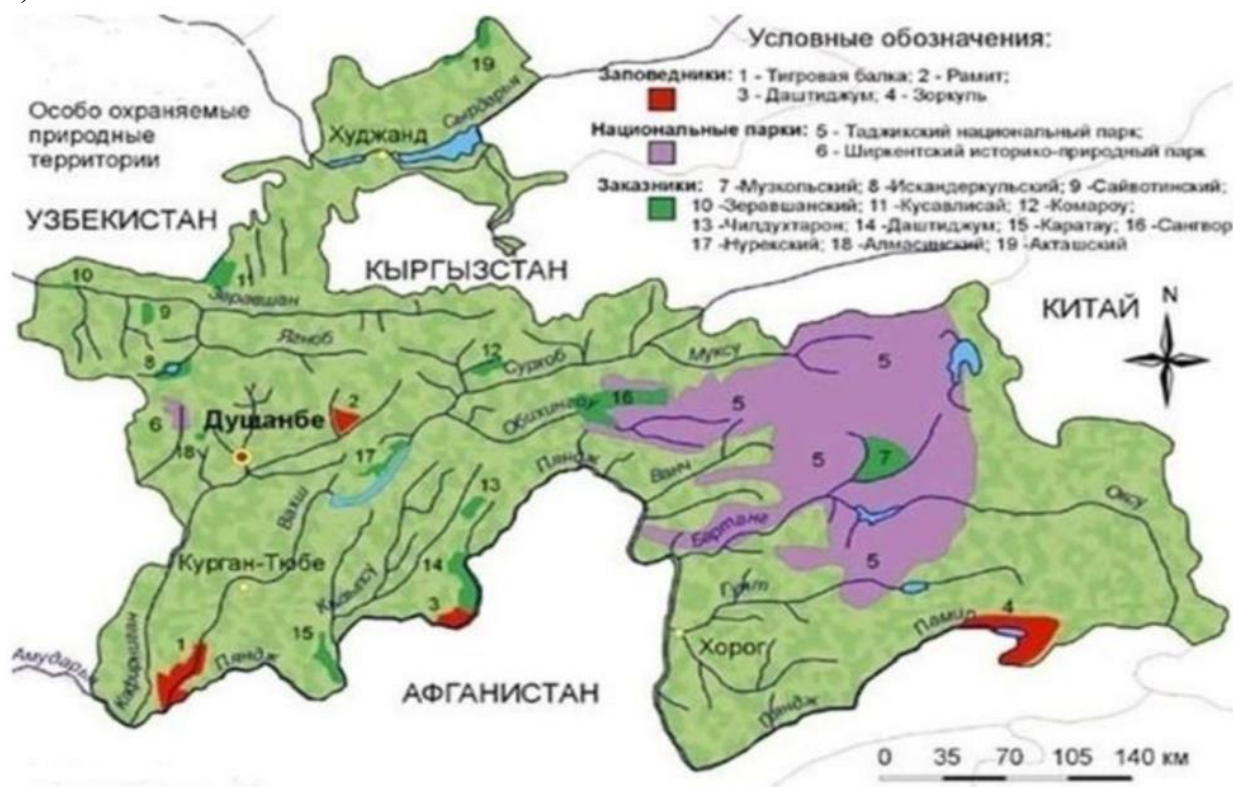 Условные обозначения:
Заповедники: 1 - Тигровая балка; 2 - Рамит;
3 - Даштиджум; 4 - Зоркуль
Национальные парки: 5 - Таджикский национальный парк;
6 - Ширкентский историко-природный парк
Заказники: 7 -Музкольский; 8 -Искандеркульский; 9 -Сайвотинский;
10 -Зеравшанский; 11 -Кусавлисай; 12 -Комароу;
13 -Чилдухтарон; 14 -Даштиджум; 15 -Каратау; 16 -Сангвор
17 -Нурекский; 18 -Алмасинский; 19 -Акташский
Особо охраняемые
природные
территории
19
Сырдарья
Худжанд
УЗБЕКИСТАН
КЫРГЫЗСТАН
КИТАЙ
N
10
11
Зеравшан
9
Ягноб
8
12
Сурхоб
Муксу
5
6
Душанбе
2
16
Обихингоу
5
18
17
Пяндж
Ванч
5
7
13
Вахш
Оксу
Бартанг
Курган-Тюбе
14
Кызылсу
5
Гунт
3
4
Памир
1
15
Хорог
Амударья
Кафирниган
Пяндж
АФГАНИСТАН
Пяндж
0 35 70 105 140 км